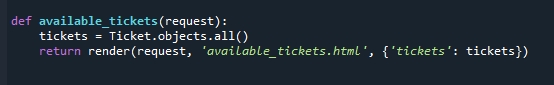 def available_tickets(request):
    tickets = Ticket.objects.all()
    return render(request, 'available_tickets.html', {'tickets': tickets})